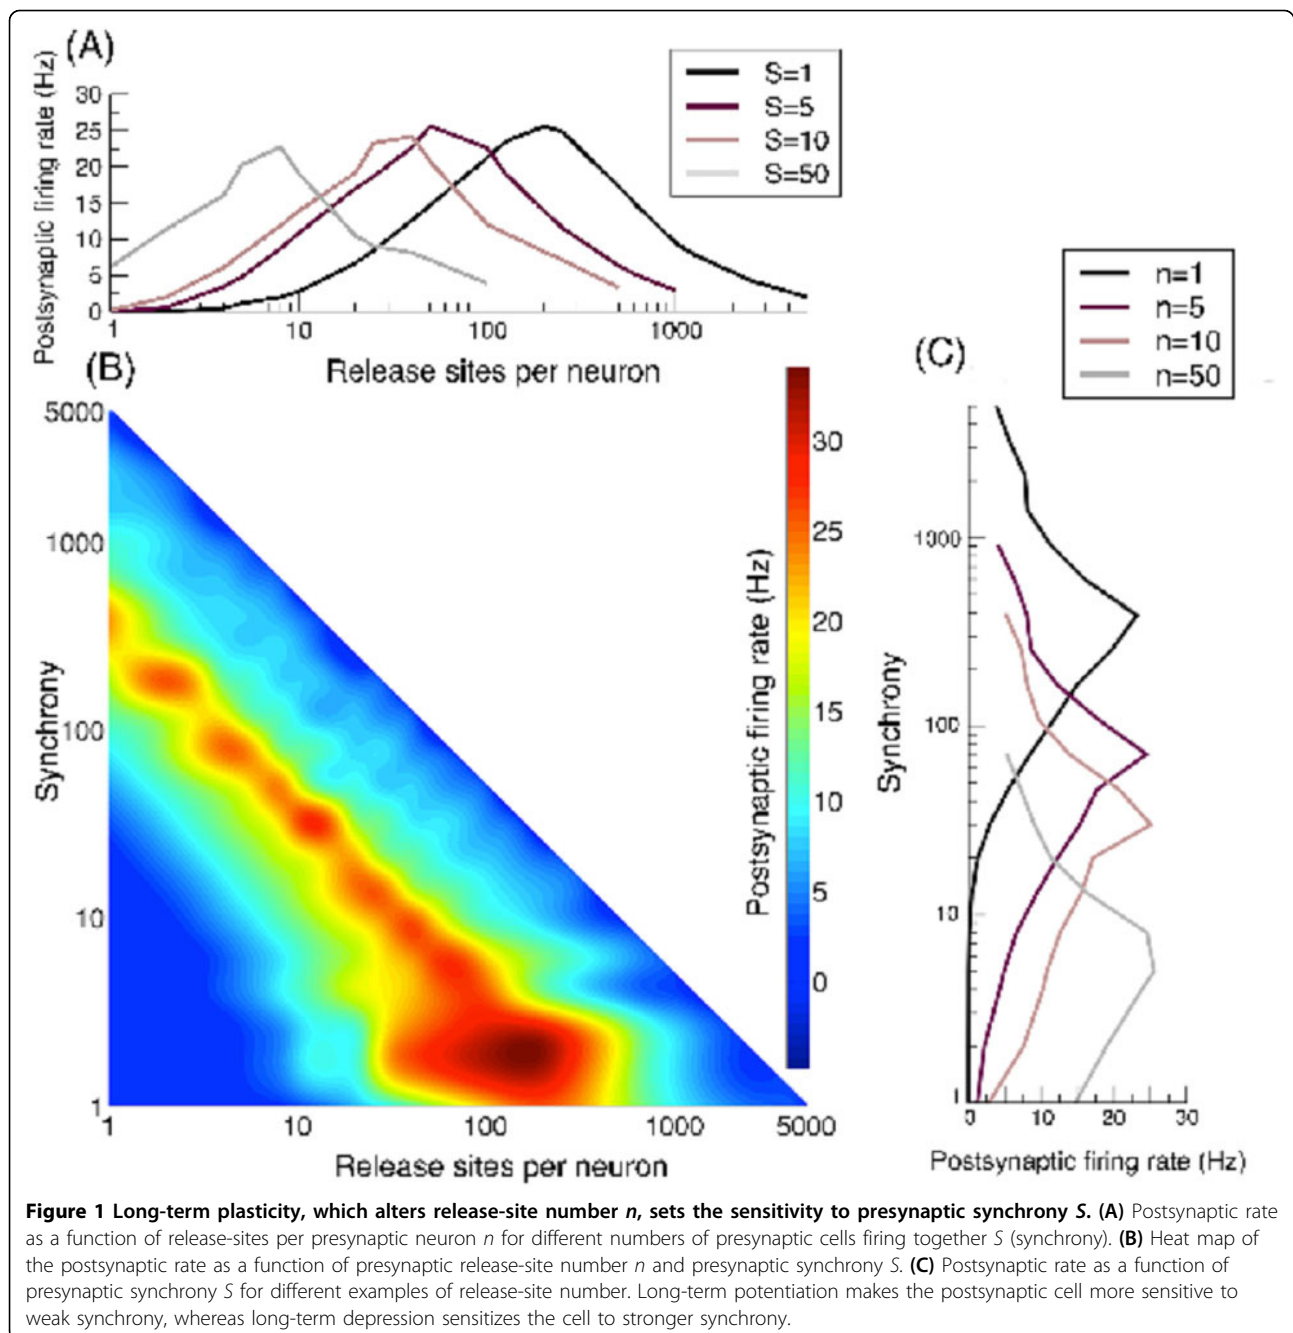 (A)
Postsynaptic firing rate (Hz)
30
25
20
15
10
5
0
1
10
100
1000
Release sites per neuron
S=1
S=5
S=10
S=50
(B)
Synchrony
5000
1000
100
10
1
1
10
100
1000
5000
Release sites per neuron
Postsynaptic firing rate (Hz)
30
25
20
15
10
5
0
(C)
n=1
n=5
n=10
n=50
Synchrony
1000
100
10
1
0
10
20
30
Postsynaptic firing rate (Hz)
Figure 1 Long-term plasticity, which alters release-site number n, sets the sensitivity to presynaptic synchrony S. (A) Postsynaptic rate
as a function of release-sites per presynaptic neuron n for different numbers of presynaptic cells firing together S (synchrony). (B) Heat map of
the postsynaptic rate as a function of presynaptic release-site number n and presynaptic synchrony S. (C) Postsynaptic rate as a function of
presynaptic synchrony S for different examples of release-site number. Long-term potentiation makes the postsynaptic cell more sensitive to
weak synchrony, whereas long-term depression sensitizes the cell to stronger synchrony.